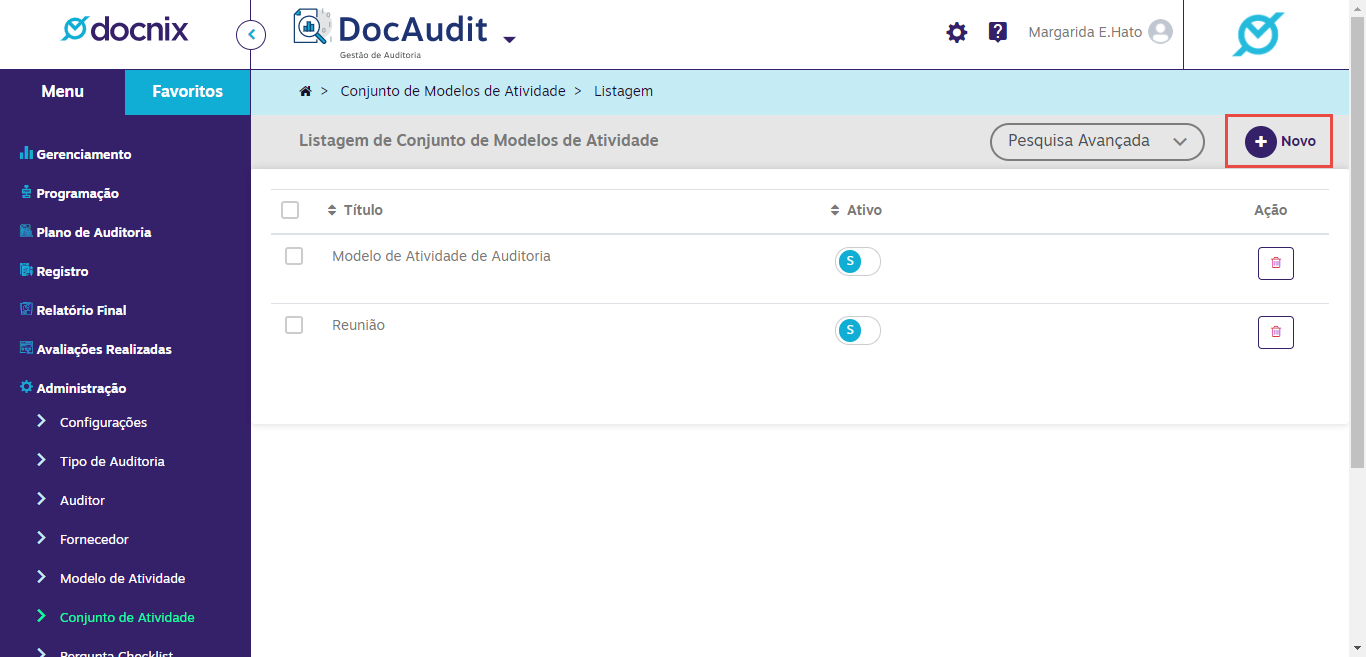 docnix
DocAudit
Gestão de Auditoria
Margarida E.Hato
Menu
Favoritos
> Conjunto de Modelos de Atividade > Listagem
Listagem de Conjunto de Modelos de Atividade
Pesquisa Avançada
Novo
Gerenciamento
Programação
Plano de Auditoria
Registro
Relatório Final
Avaliações Realizadas
Administração
Configurações
Tipo de Auditoria
Auditor
Fornecedor
Modelo de Atividade
Conjunto de Atividade
Pergunta Checklist
Título Ativo Ação
Modelo de Atividade de Auditoria S
Reunião S